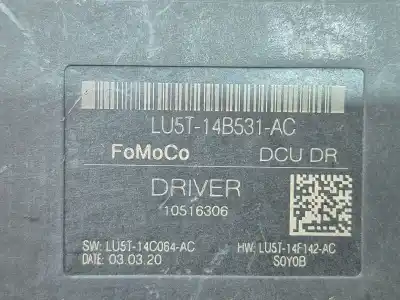 LU5T-14B531-AC
FoMoCo DCU DR
DRIVER
10516306
SW: LU5T-14C064-AC HW: LU5T-14F142-AC
DATE: 03.03.20 S0Y0B